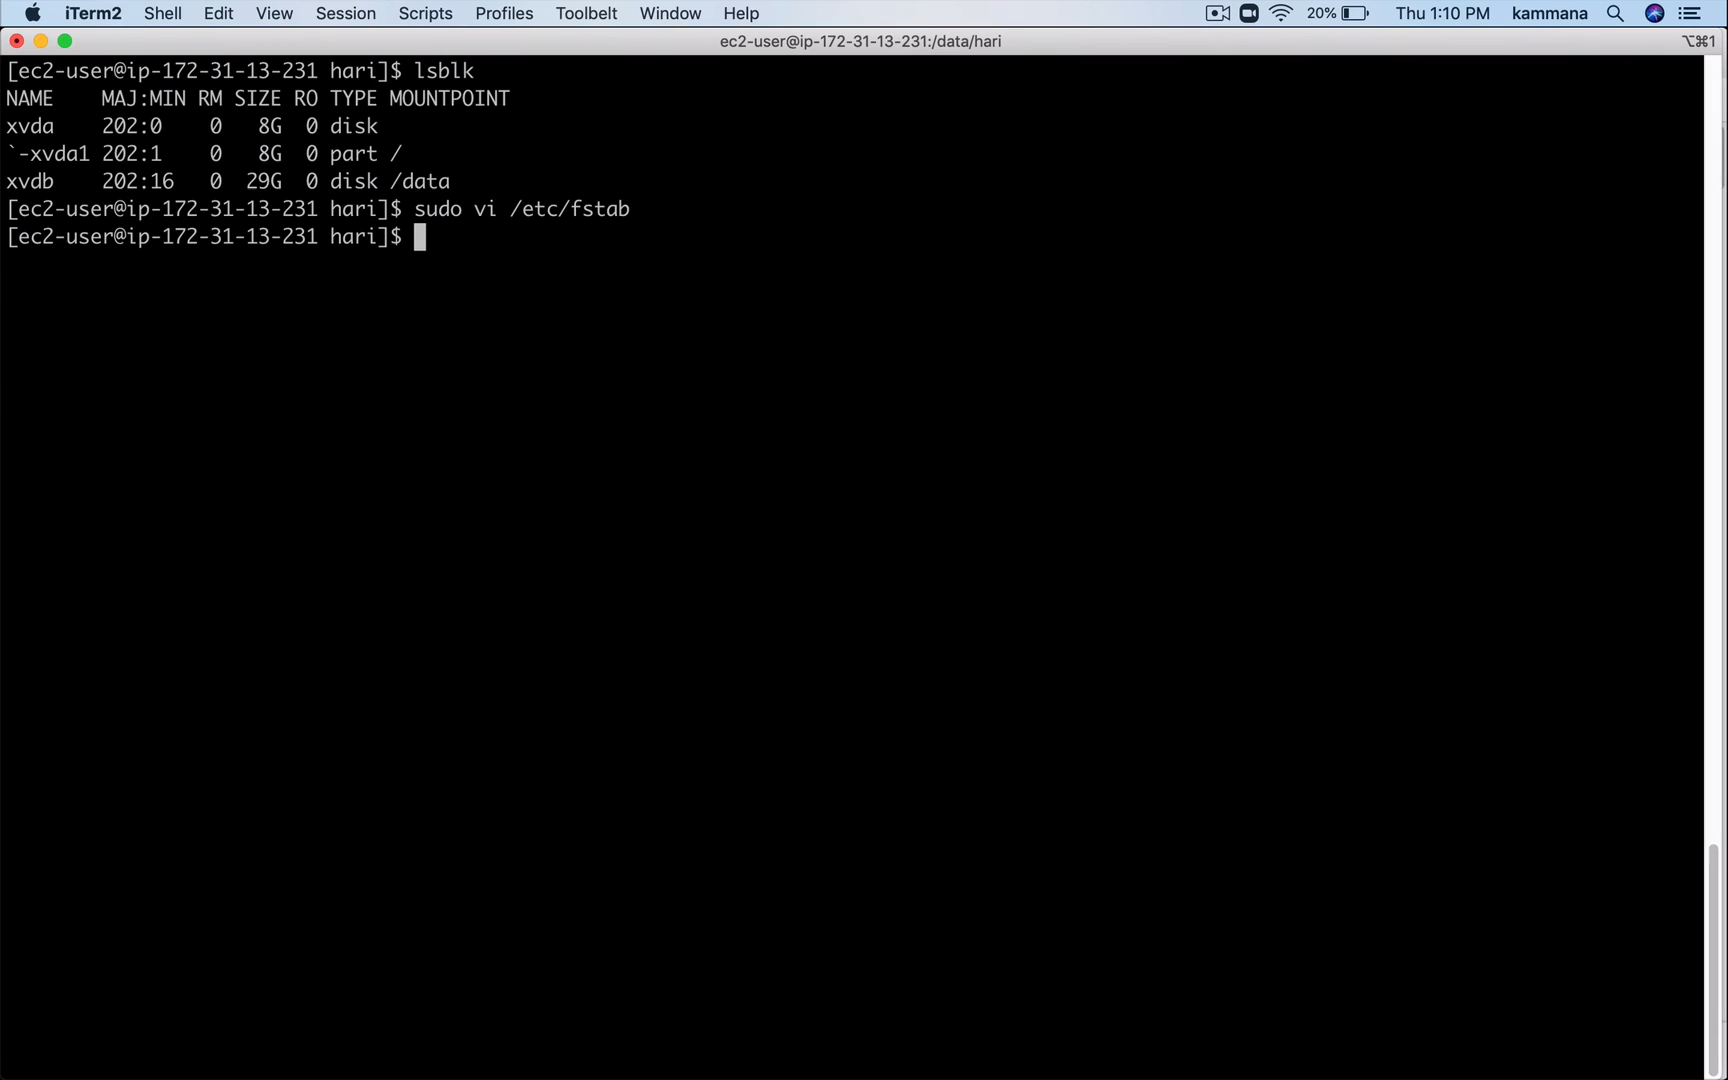 iTerm2 Shell Edit View Session Scripts Profiles Toolbelt Window Help 20% Thu 1:10 PM kammana
ec2-user@ip-172-31-13-231:/data/hari ⌥⌘1
[ec2-user@ip-172-31-13-231 hari]$ lsblk
NAME    MAJ:MIN RM SIZE RO TYPE MOUNTPOINT
xvda    202:0    0   8G  0 disk
`-xvda1 202:1    0   8G  0 part /
xvdb    202:16   0  29G  0 disk /data
[ec2-user@ip-172-31-13-231 hari]$ sudo vi /etc/fstab
[ec2-user@ip-172-31-13-231 hari]$